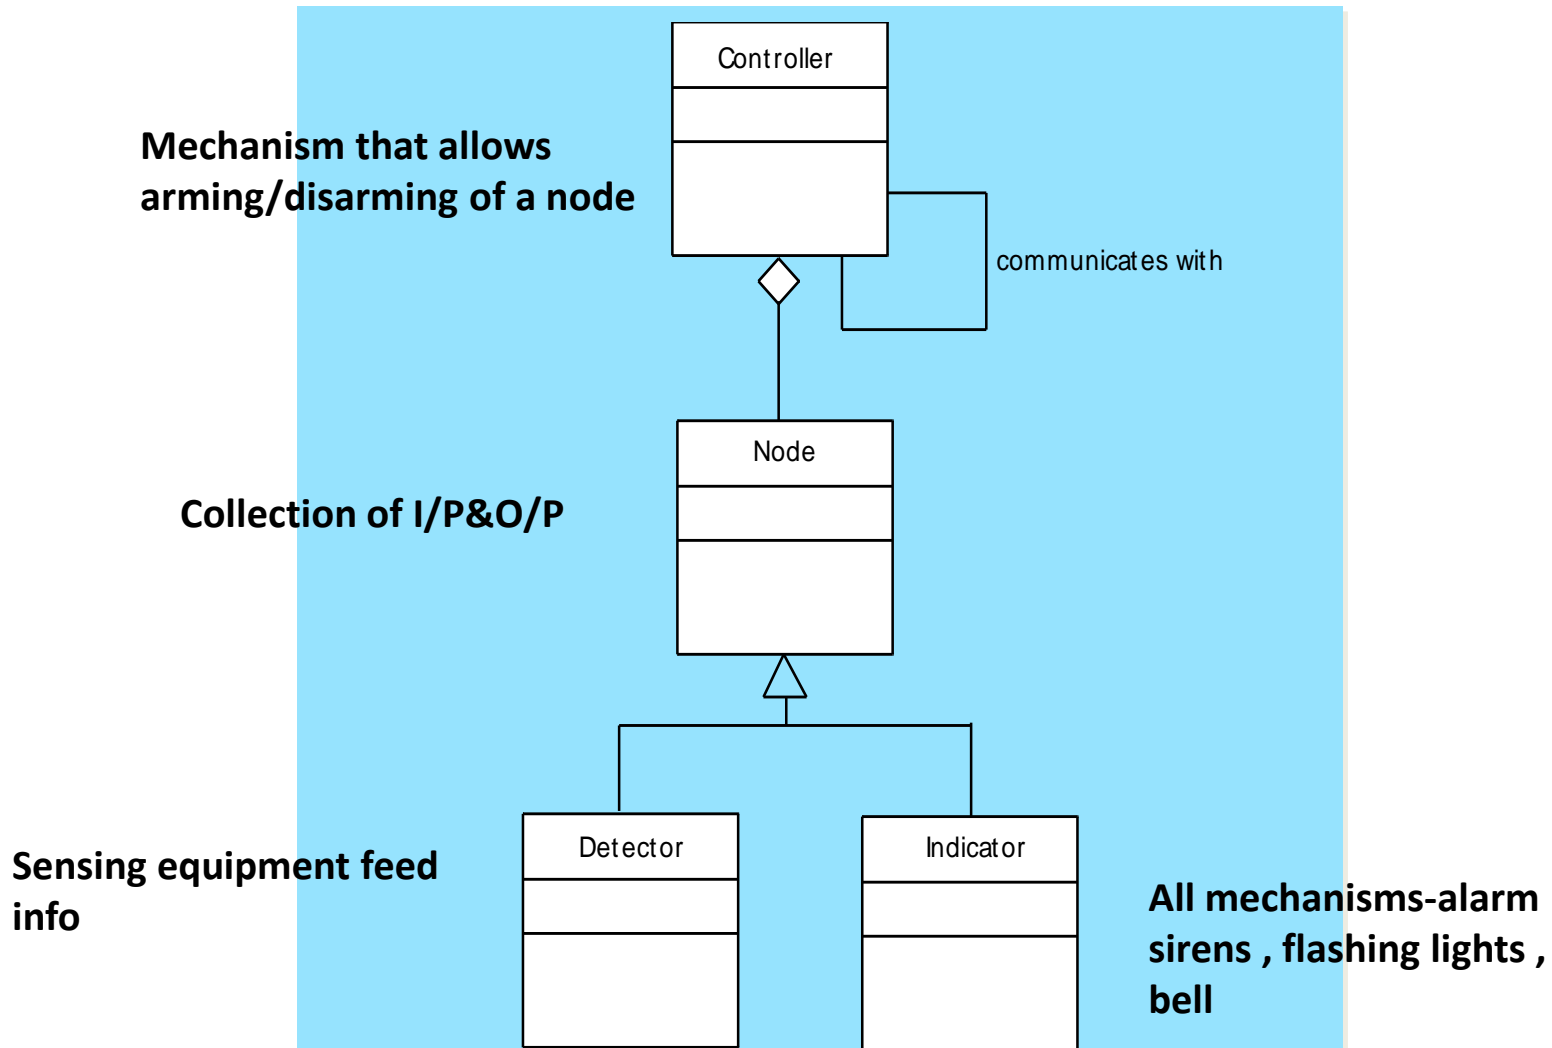 Controller
Mechanism that allows
arming/disarming of a node
communicates with
Node
Collection of I/P&O/P
Detector
Indicator
Sensing equipment feed
info
All mechanisms-alarm
sirens , flashing lights ,
bell